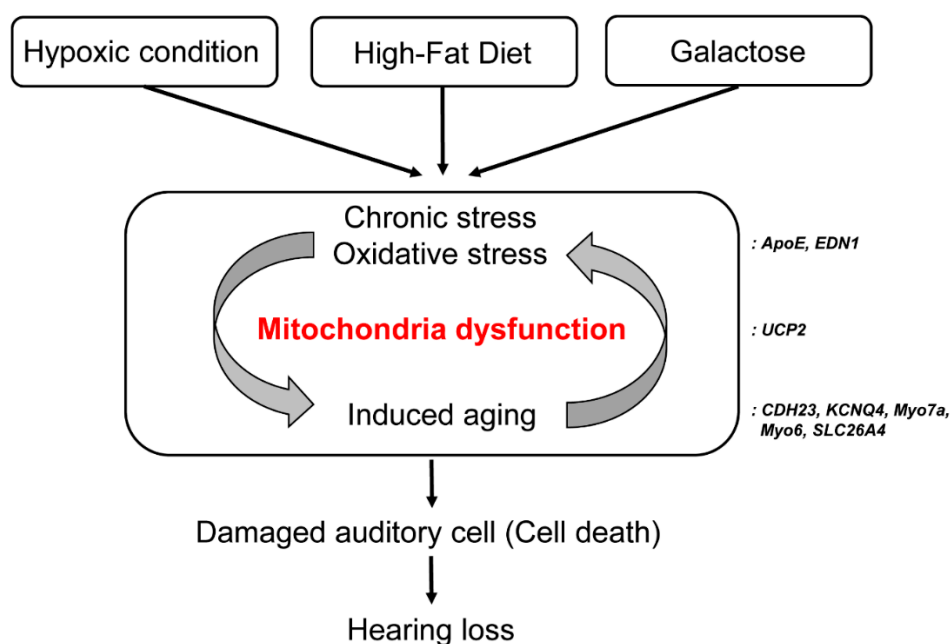 Hypoxic condition
High-Fat Diet
Galactose
Chronic stress
Oxidative stress
: ApoE, EDN1
Mitochondria dysfunction
: UCP2
Induced aging
: CDH23, KCNQ4, Myo7a,
Myo6, SLC26A4
Damaged auditory cell (Cell death)
Hearing loss